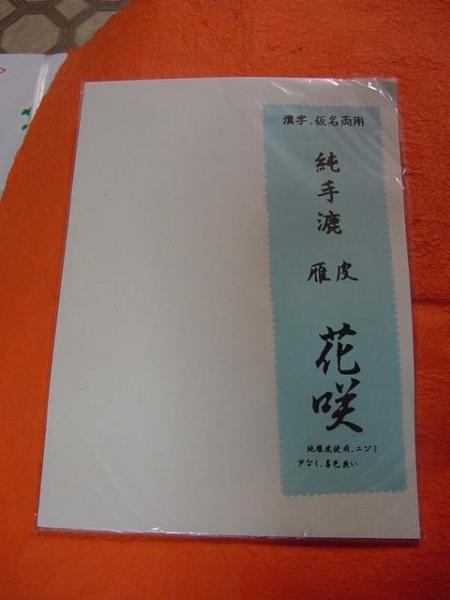 漢字、仮名両用
純手漉
雁皮
花咲
純雁皮使用、ニジミ
少なく、墨色良い